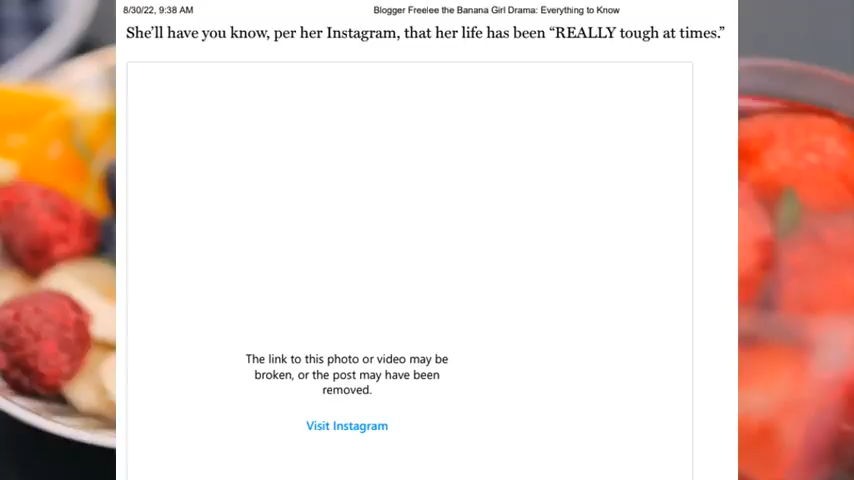 8/30/22, 9:38 AM Blogger Freelee the Banana Girl Drama: Everything to Know
She'll have you know, per her Instagram, that her life has been “REALLY tough at times.”
The link to this photo or video may be
broken, or the post may have been
removed.
Visit Instagram